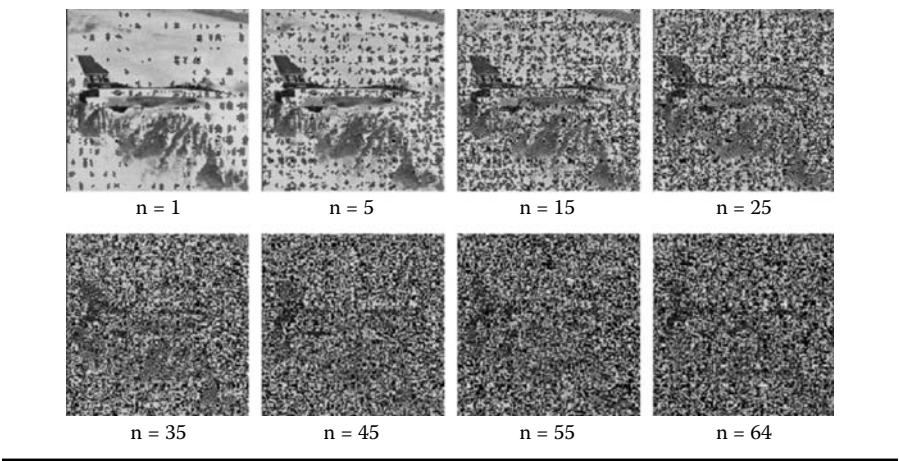 n = 1 n = 5 n = 15 n = 25
n = 35 n = 45 n = 55 n = 64